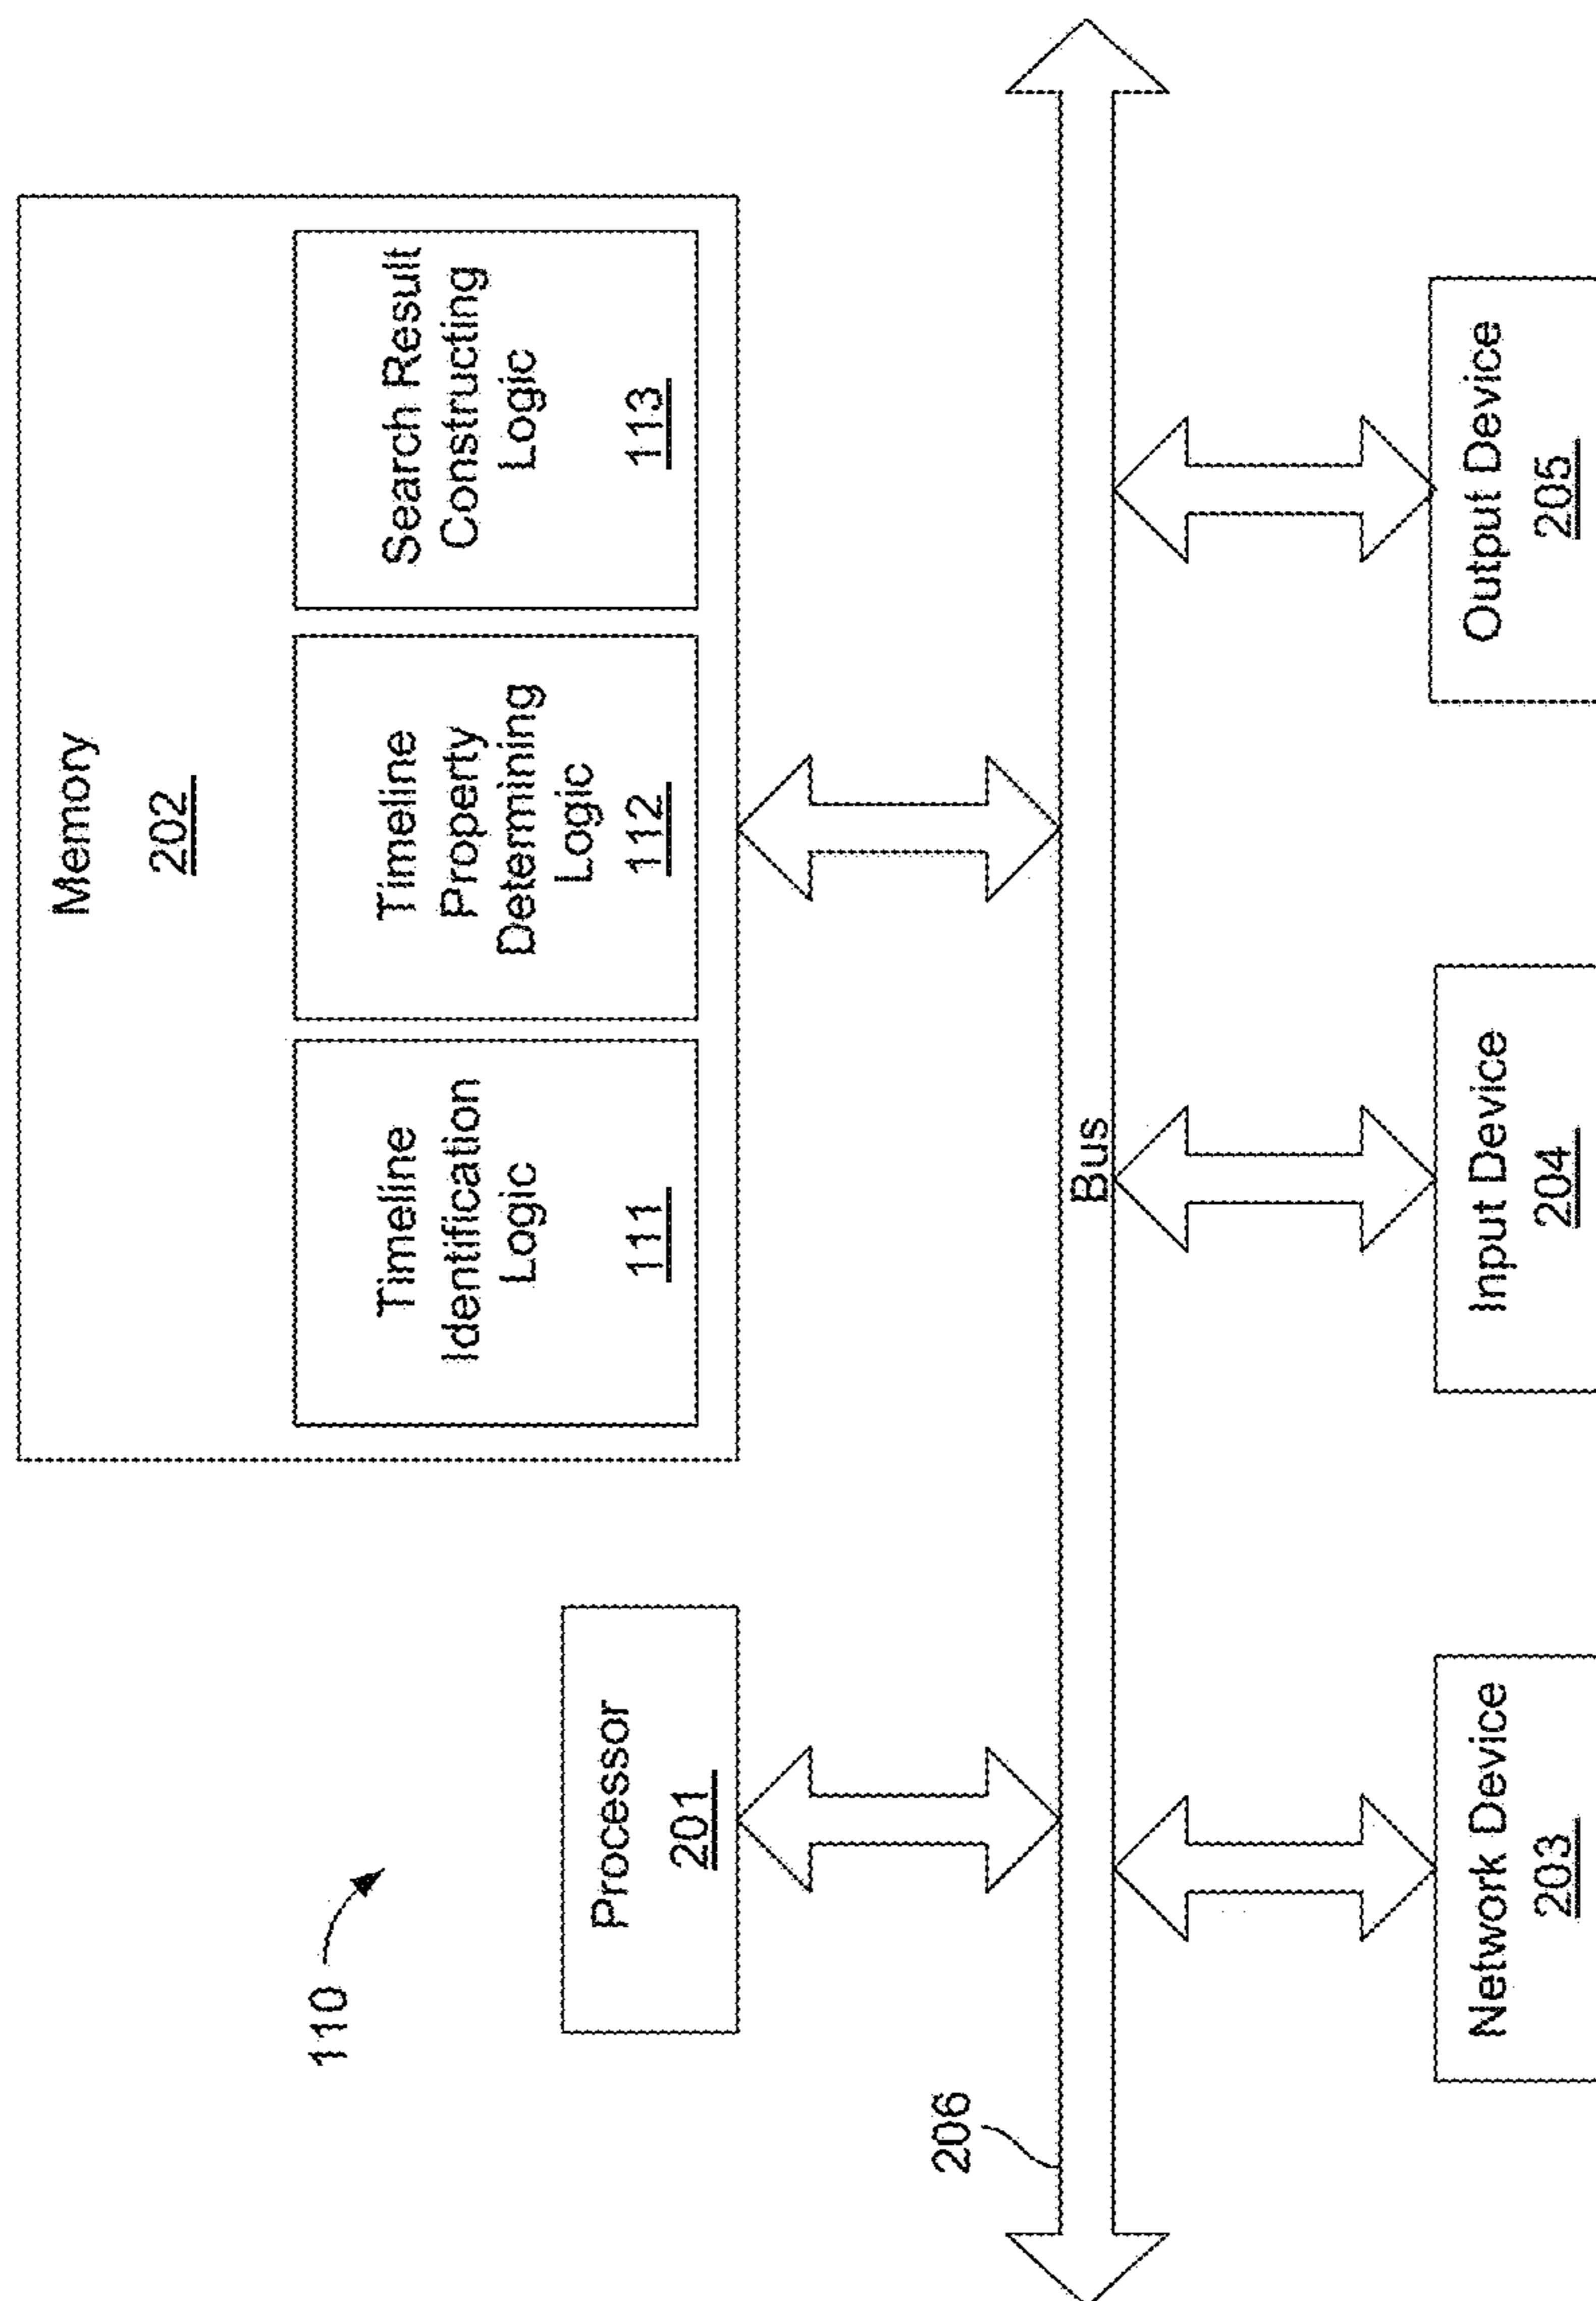 Memory
202
Timeline
Identification
Logic
111
Timeline
Property
Determining
Logic
112
Search Result
Constructing
Logic
113
110
Processor
201
206
Bus
Network Device
203
Input Device
204
Output Device
205